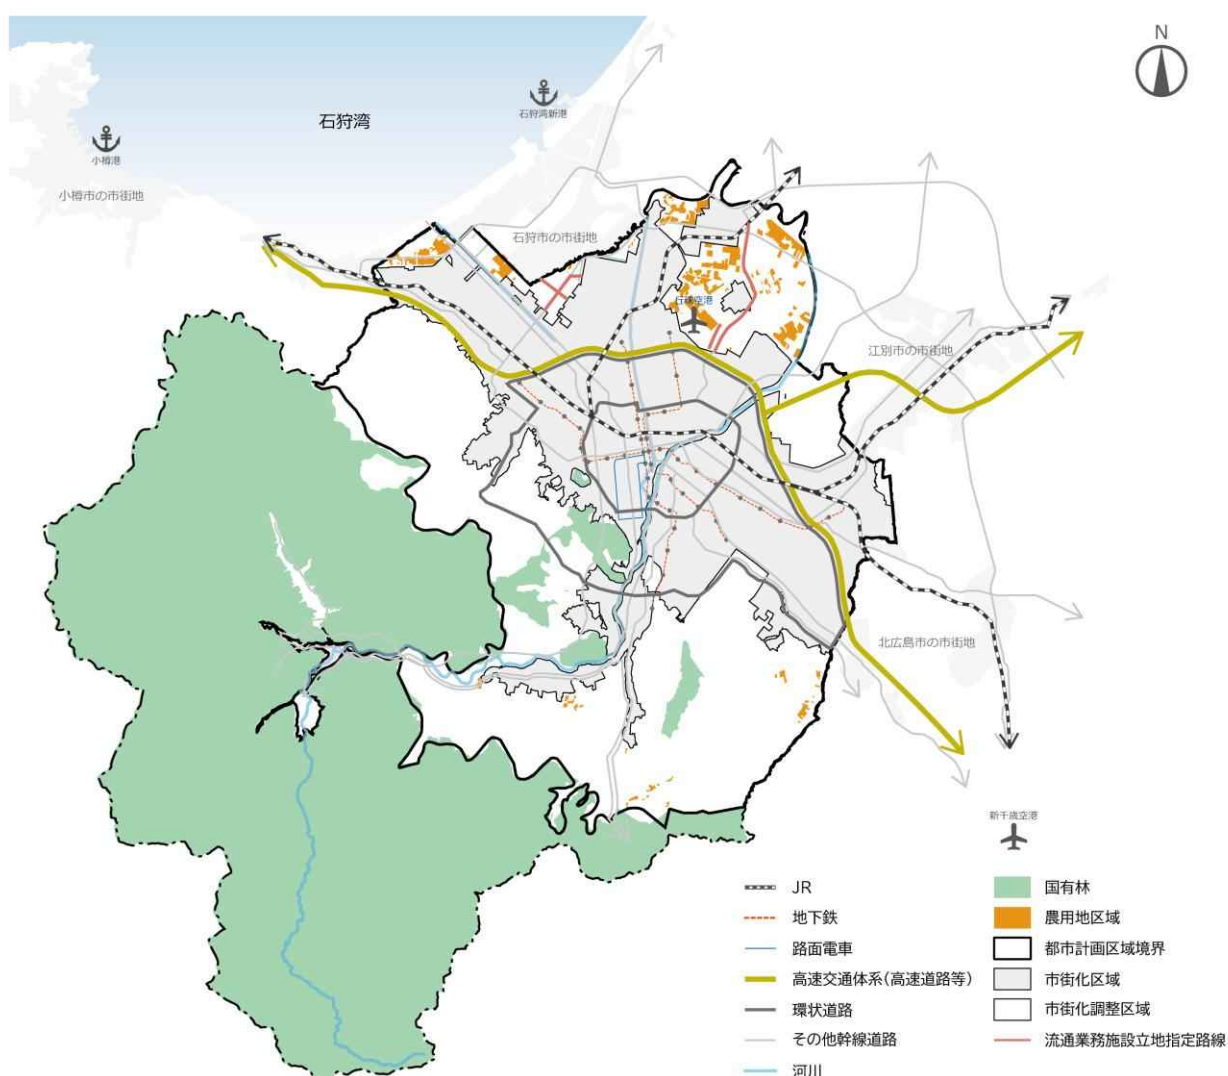 N
石狩湾新港
石狩湾
小樽港
小樽市の市街地
石狩市の市街地
丘珠空港
江別市の市街地
北広島市の市街地
新千歳空港
JR
地下鉄
路面電車
高速交通体系(高速道路等)
環状道路
その他幹線道路
河川
国有林
農用地区域
都市計画区域境界
市街化区域
市街化調整区域
流通業務施設立地指定路線